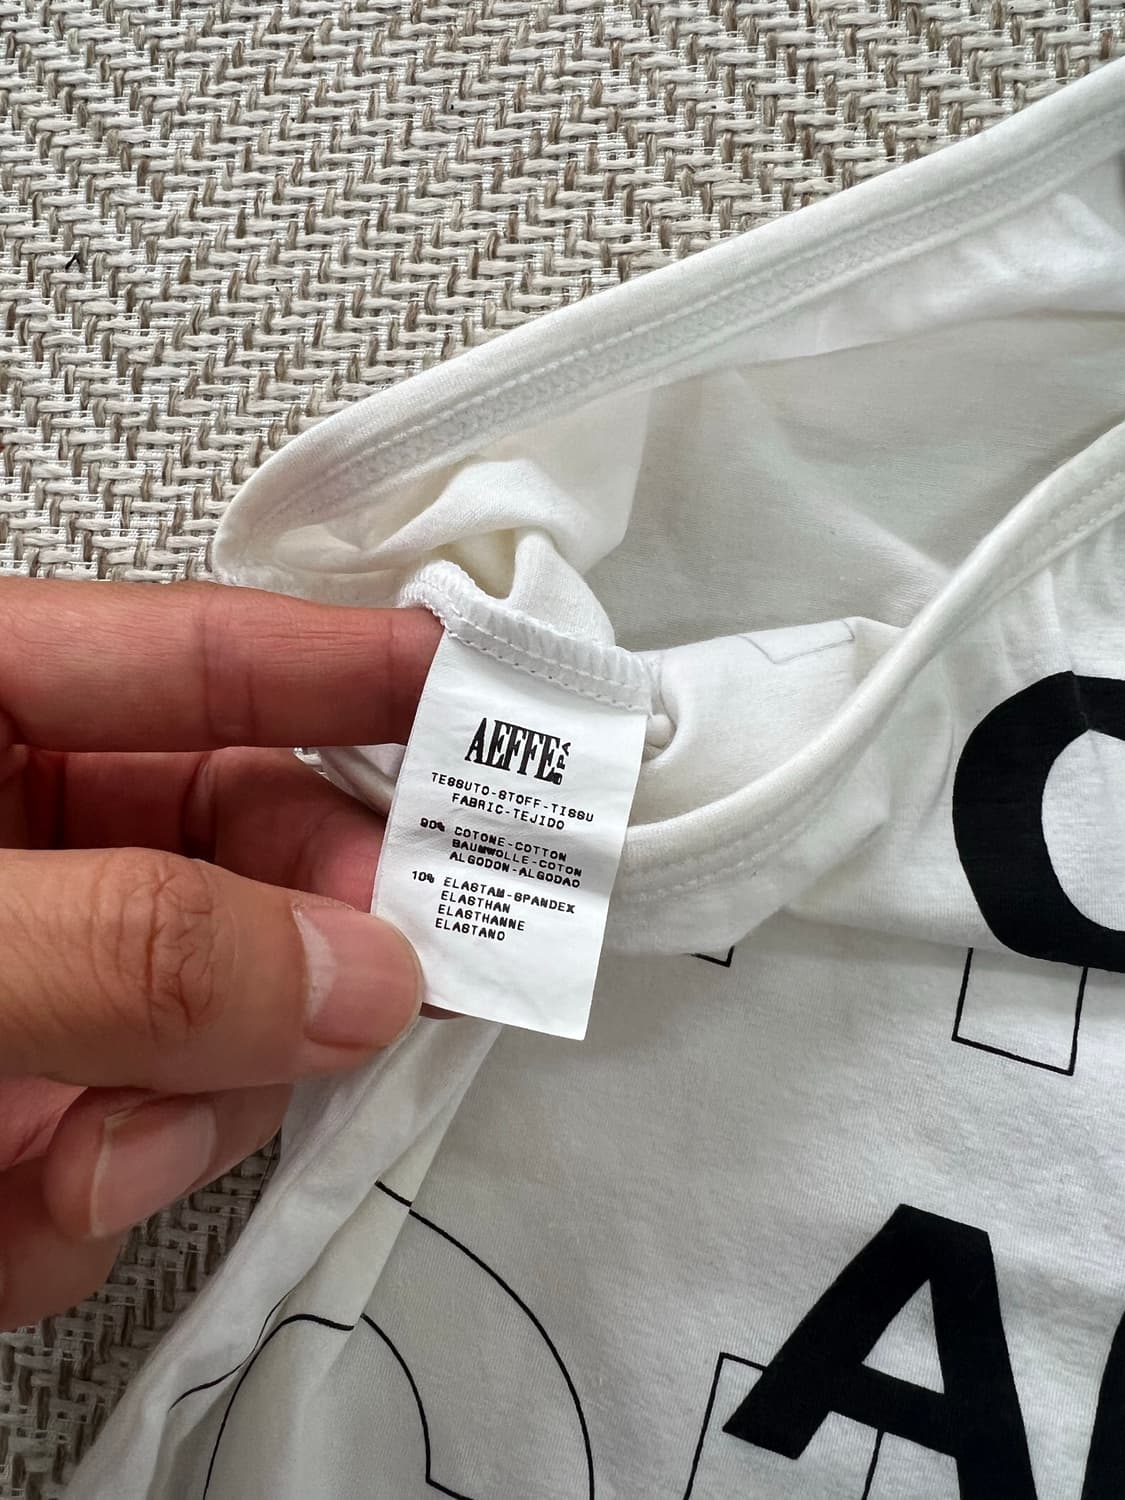 AEFFE SPA
TESSUTO-STOFF-TISSU
FABRIC-TEJIDO
90% COTONE-COTTON
BAUMWOLLE-COTON
ALGODON-ALGODAO
10% ELASTAM-SPANDEX
ELASTHAN
ELASTHANNE
ELASTANO
A